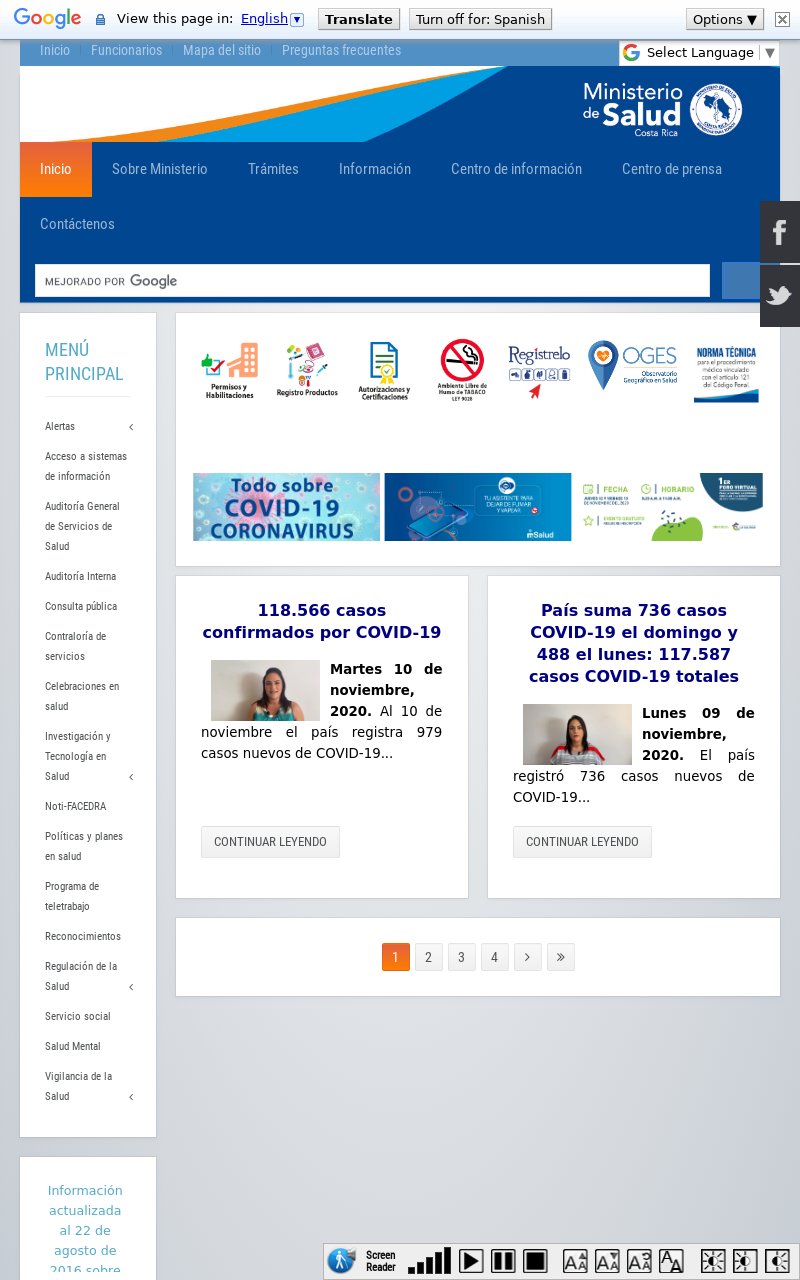 Google View this page in: English Translate Turn off for: Spanish Options ▼
Inicio Funcionarios Mapa del sitio Preguntas frecuentes
Select Language ▼
Ministerio
de Salud
Costa Rica
Inicio Sobre Ministerio Trámites Información Centro de información Centro de prensa
Contáctenos
MEJORADO POR Google
MENÚ
PRINCIPAL
Alertas
Acceso a sistemas
de información
Auditoría General
de Servicios de
Salud
Auditoría Interna
Consulta pública
Contraloría de
servicios
Celebraciones en
salud
Investigación y
Tecnología en
Salud
Noti-FACEDRA
Políticas y planes
en salud
Programa de
teletrabajo
Reconocimientos
Regulación de la
Salud
Servicio social
Salud Mental
Vigilancia de la
Salud
Información
actualizada
al 22 de
agosto de
2016 sobre
Permisos y
Habilitaciones
Registro Productos
Autorizaciones y
Certificaciones
Ambiente Libre de
Humo de TABACO
LEY 9028
Regístrelo
OGES
Observatorio
Geográfico en Salud
NORMA TÉCNICA
para el procedimiento
médico vinculado
con el artículo 121
del Código Penal.
Todo sobre
COVID-19
CORONAVIRUS
TU ASISTENTE PARA
DEJAR DE FUMAR
Y VAPEAR
mSalud
FECHA
HORARIO
1ER
FORO VIRTUAL
118.566 casos
confirmados por COVID-19
Martes 10 de
noviembre,
2020. Al 10 de
noviembre el país registra 979
casos nuevos de COVID-19...
CONTINUAR LEYENDO
País suma 736 casos
COVID-19 el domingo y
488 el lunes: 117.587
casos COVID-19 totales
Lunes 09 de
noviembre,
2020. El país
registró 736 casos nuevos de
COVID-19...
CONTINUAR LEYENDO
1 2 3 4 › »
Screen
Reader